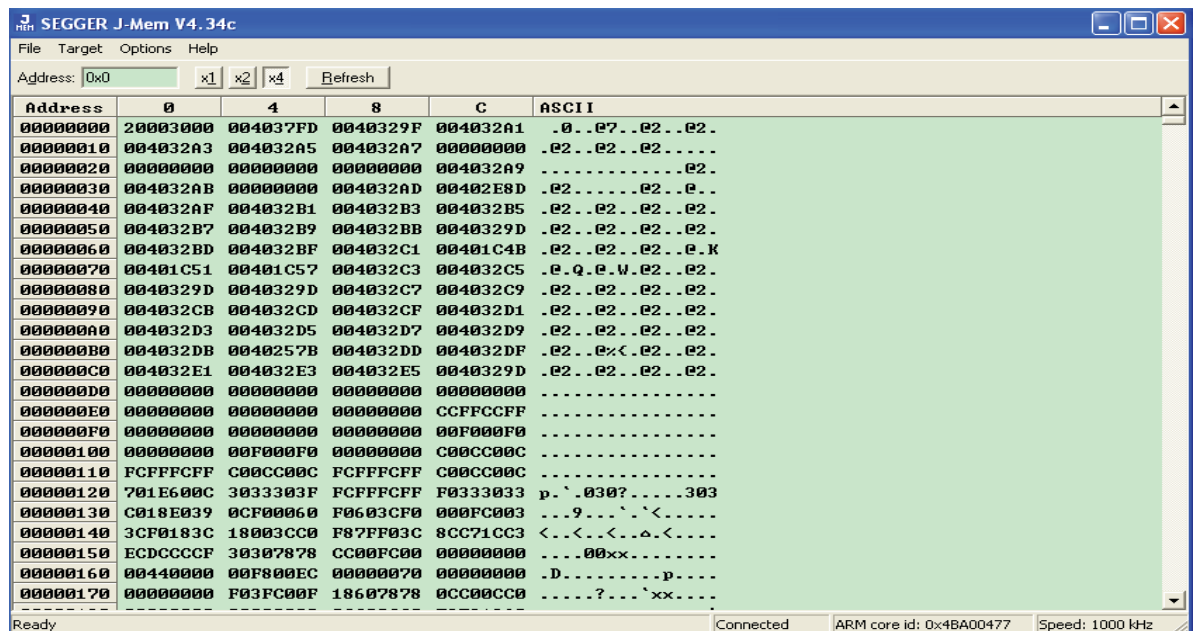 SEGGER J-Mem V4.34c
File Target Options Help
Address: 0x0 x1 x2 x4 Refresh
Address 0 4 8 C ASCII
00000000 20003000 004037FD 0040329F 004032A1 .0..@7..@2..@2.
00000010 004032A3 004032A5 004032A7 00000000 .@2..@2..@2.....
00000020 00000000 00000000 00000000 004032A9 .............@2.
00000030 004032AB 00000000 004032AD 00402E8D .@2......@2..@..
00000040 004032AF 004032B1 004032B3 004032B5 .@2..@2..@2..@2.
00000050 004032B7 004032B9 004032BB 0040329D .@2..@2..@2..@2.
00000060 004032BD 004032BF 004032C1 00401C4B .@2..@2..@2..@.K
00000070 00401C51 00401C57 004032C3 004032C5 .@.Q.@.W.@2..@2.
00000080 0040329D 0040329D 004032C7 004032C9 .@2..@2..@2..@2.
00000090 004032CB 004032CD 004032CF 004032D1 .@2..@2..@2..@2.
000000A0 004032D3 004032D5 004032D7 004032D9 .@2..@2..@2..@2.
000000B0 004032DB 0040257B 004032DD 004032DF .@2..@%{.@2..@2.
000000C0 004032E1 004032E3 004032E5 0040329D .@2..@2..@2..@2.
000000D0 00000000 00000000 00000000 00000000 ................
000000E0 00000000 00000000 00000000 CCFFCCFF ................
000000F0 00000000 00000000 00000000 00F000F0 ................
00000100 00000000 00F000F0 00000000 C00CC00C ................
00000110 FCFFFCFF C00CC00C FCFFFCFF C00CC00C ................
00000120 701E600C 3033303F FCFFFCFF F0333033 p.`.030?.....303
00000130 C018E039 0CF00060 F0603CF0 000FC003 ...9...`.`<.....
00000140 3CF0183C 18003CC0 F87FF03C 8CC71CC3 <..<..<..⌂.<....
00000150 ECDCCCCF 30307878 CC00FC00 00000000 ....00xx........
00000160 00440000 00F800EC 00000070 00000000 .D.........p....
00000170 00000000 F03FC00F 18607878 0CC00CC0 .....?...`xx....
Ready Connected ARM core id: 0x4BA00477 Speed: 1000 kHz